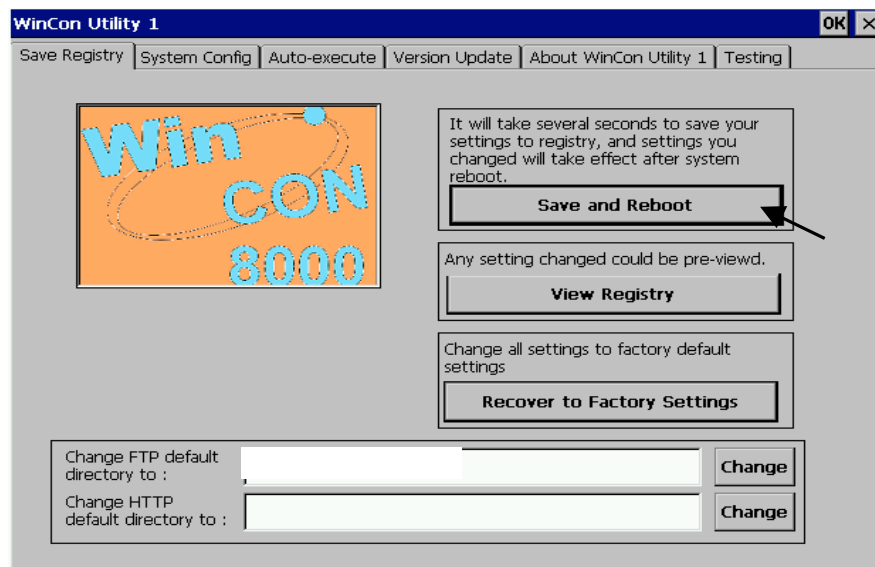 WinCon Utility 1 OK ×
Save Registry System Config Auto-execute Version Update About WinCon Utility 1 Testing
Win
CON
8000
It will take several seconds to save your
settings to registry, and settings you
changed will take effect after system
reboot.
Save and Reboot
Any setting changed could be pre-viewd.
View Registry
Change all settings to factory default
settings
Recover to Factory Settings
Change FTP default
directory to :
Change
Change HTTP
default directory to :
Change